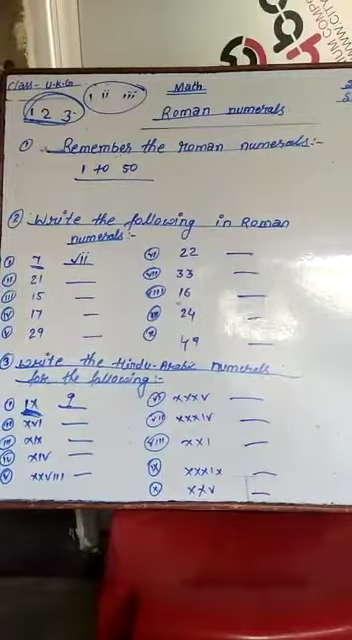 Class- U.K.G
Math
1 2 3.
i ii iii
Roman numerals
① Remember the roman numerals:-
1 to 50
② Write the following in Roman
numerals:-
i 7 vii
ii 21
iii 15
iv 17
v 29
vi 22
vii 33
viii 16
ix 24
x 49
③ write the Hindu-Arabic numerals
for the following:-
i IX 9
ii XVI
iii XIX
iv XIV
v XXVIII
vi XXXV
vii XXXIV
viii XXI
ix XXXIX
x XXV